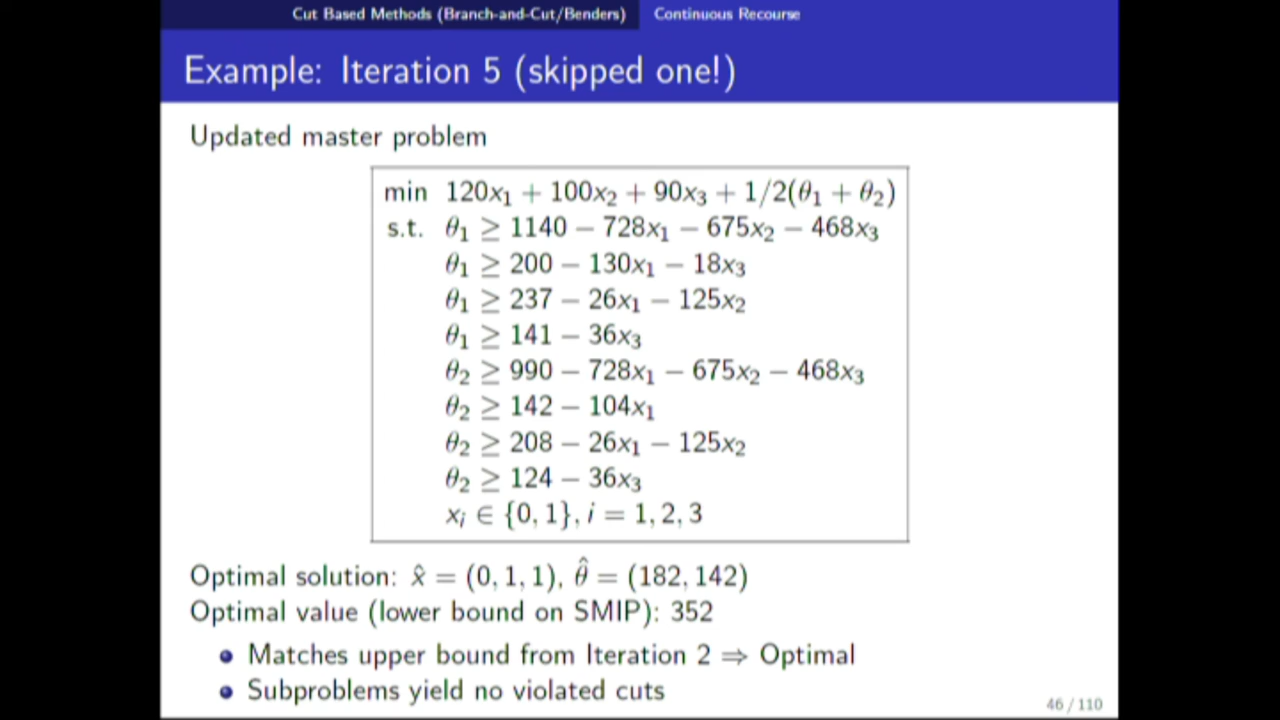 Cut Based Methods (Branch-and-Cut/Benders) Continuous Recourse
Example: Iteration 5 (skipped one!)
Updated master problem
min 120x₁ + 100x₂ + 90x₃ + 1/2(θ₁ + θ₂)
s.t. θ₁ ≥ 1140 − 728x₁ − 675x₂ − 468x₃
θ₁ ≥ 200 − 130x₁ − 18x₃
θ₁ ≥ 237 − 26x₁ − 125x₂
θ₁ ≥ 141 − 36x₃
θ₂ ≥ 990 − 728x₁ − 675x₂ − 468x₃
θ₂ ≥ 142 − 104x₁
θ₂ ≥ 208 − 26x₁ − 125x₂
θ₂ ≥ 124 − 36x₃
xᵢ ∈ {0, 1}, i = 1, 2, 3
Optimal solution: x̂ = (0, 1, 1), θ̂ = (182, 142)
Optimal value (lower bound on SMIP): 352
• Matches upper bound from Iteration 2 ⇒ Optimal
• Subproblems yield no violated cuts
46 / 110